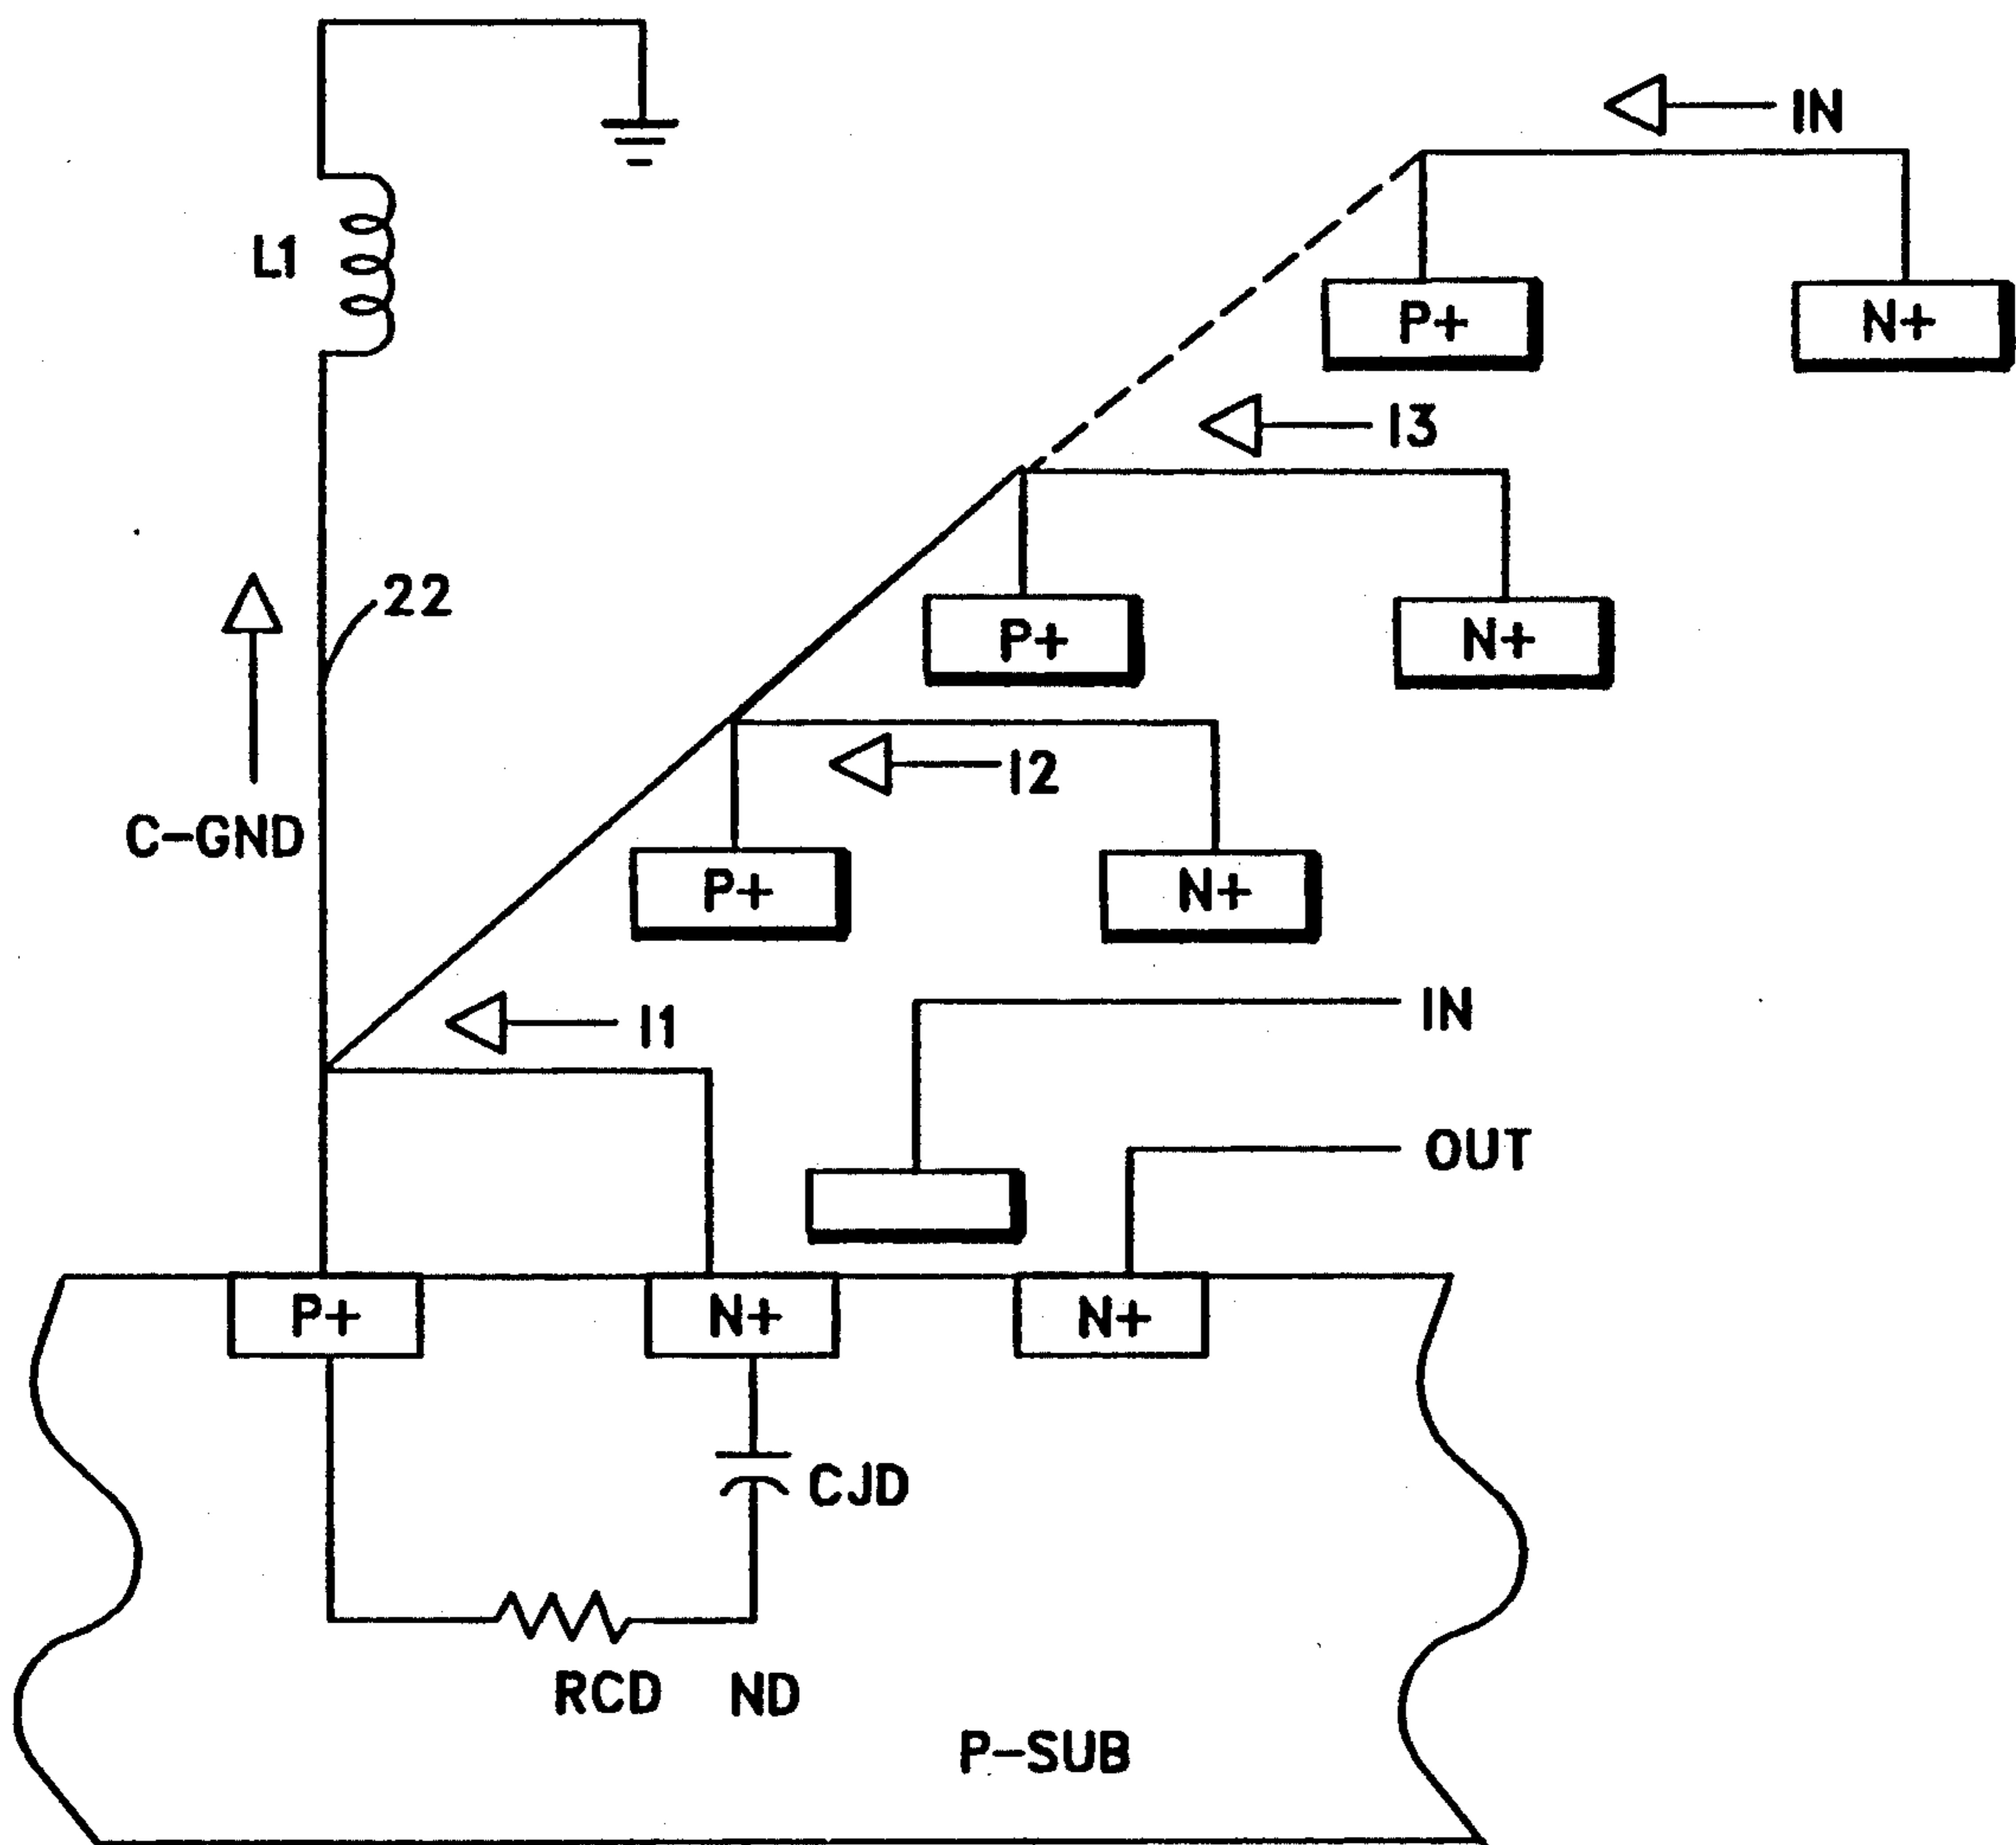 IN
L1
P+
N+
I3
22
P+
N+
I2
C-GND
P+
N+
IN
I1
OUT
P+
N+
N+
CJD
RCD
ND
P-SUB